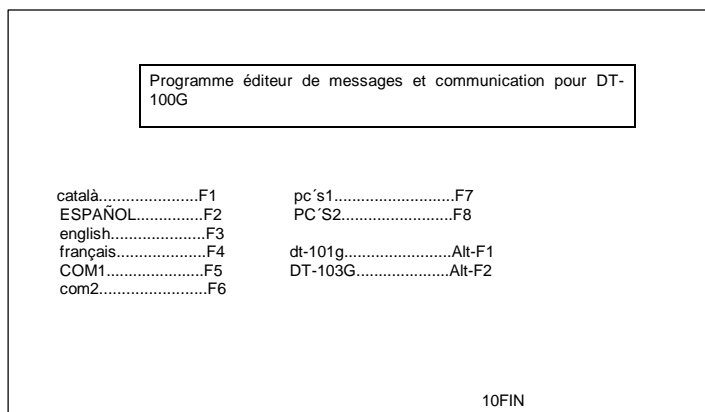 Programme éditeur de messages et communication pour DT-
100G
català......................F1 pc´s1...........................F7
ESPAÑOL...............F2 PC´S2.........................F8
english.....................F3
français....................F4 dt-101g........................Alt-F1
COM1......................F5 DT-103G.....................Alt-F2
com2........................F6
10FIN